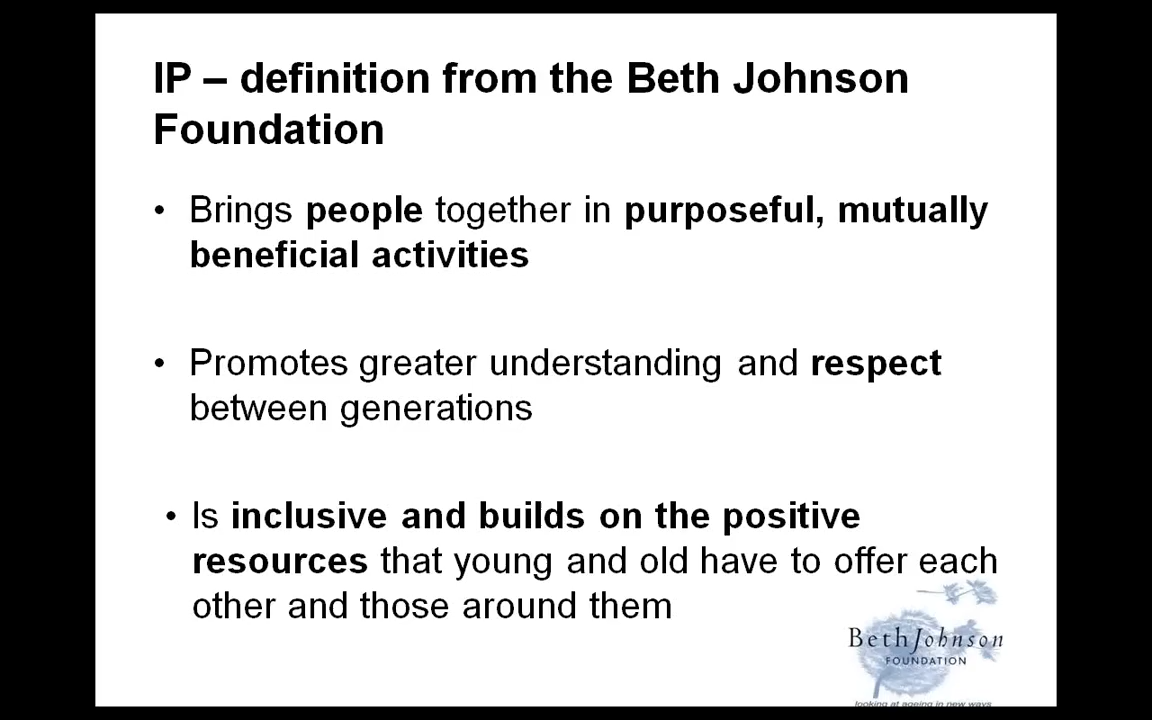 IP – definition from the Beth Johnson
Foundation
• Brings people together in purposeful, mutually
beneficial activities
• Promotes greater understanding and respect
between generations
• Is inclusive and builds on the positive
resources that young and old have to offer each
other and those around them
Beth Johnson
FOUNDATION
looking at ageing in new ways